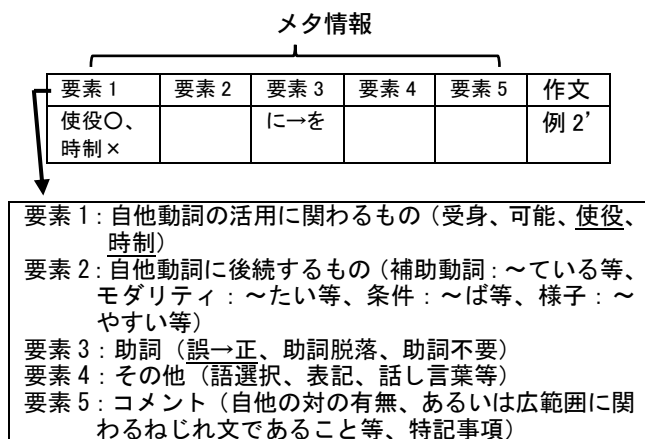 メタ情報
要素1 要素2 要素3 要素4 要素5 作文
使役〇、 に→を 例2’
時制×
要素1：自他動詞の活用に関わるもの（受身、可能、使役、
時制）
要素2：自他動詞に後続するもの（補助動詞：～ている等、
モダリティ：～たい等、条件：～ば等、様子：～
やすい等）
要素3：助詞（誤→正、助詞脱落、助詞不要）
要素4：その他（語選択、表記、話し言葉等）
要素5：コメント（自他の対の有無、あるいは広範囲に関
わるねじれ文であること等、特記事項）